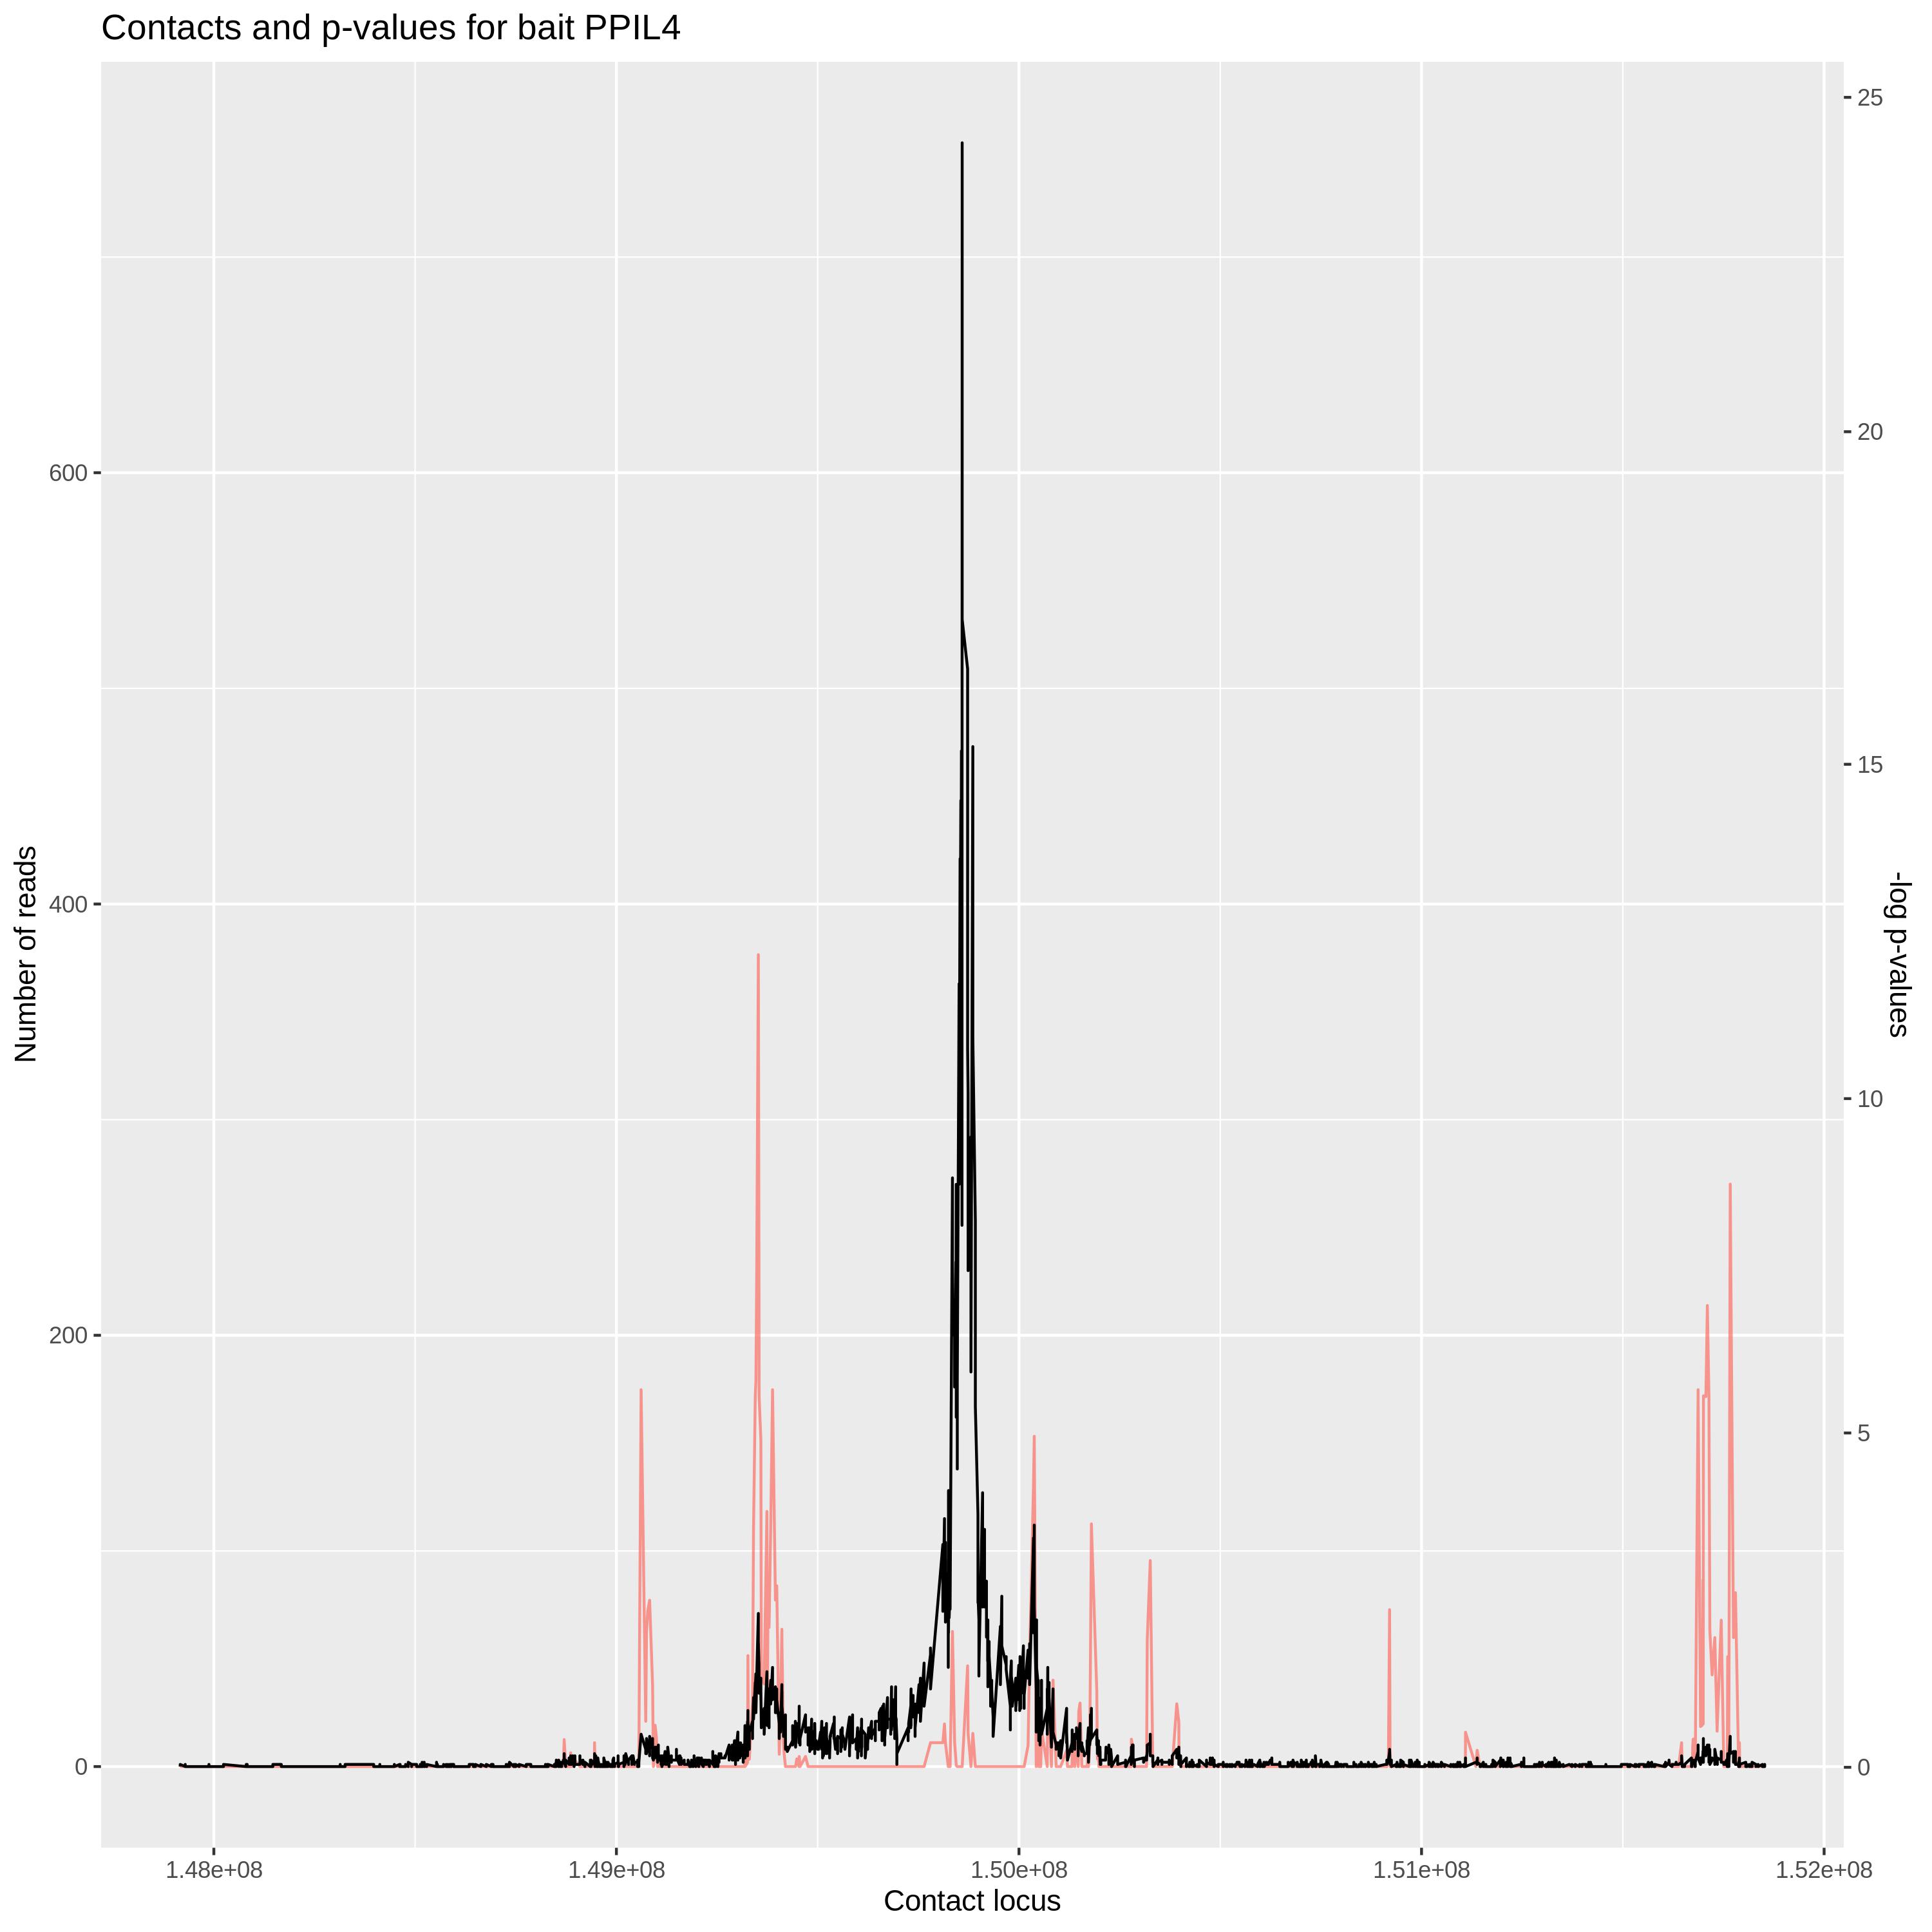 Contacts and p-values for bait PPIL4
Number of reads
600
400
200
0
25
20
15
10
5
0
-log p-values
1.48e+08
1.49e+08
1.50e+08
1.51e+08
1.52e+08
Contact locus